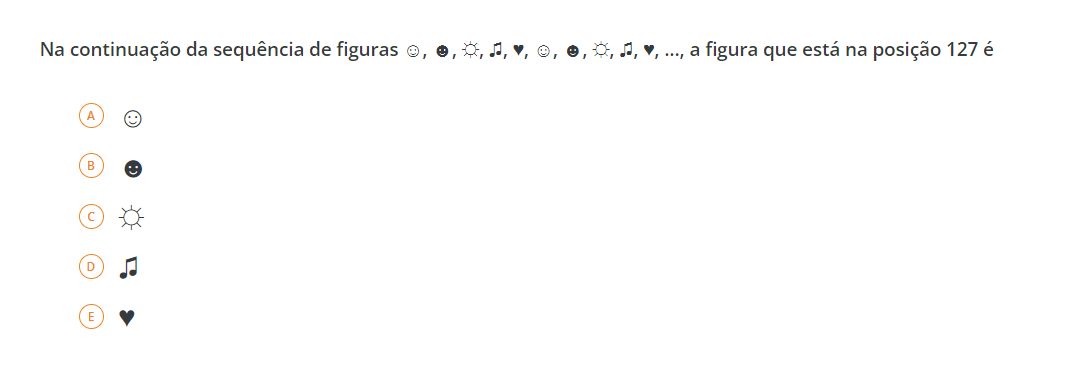 Na continuação da sequência de figuras ☺, ☻, ☼, ♫, ♥, ☺, ☻, ☼, ♫, ♥, ..., a figura que está na posição 127 é
A ☺
B ☻
C ☼
D ♫
E ♥